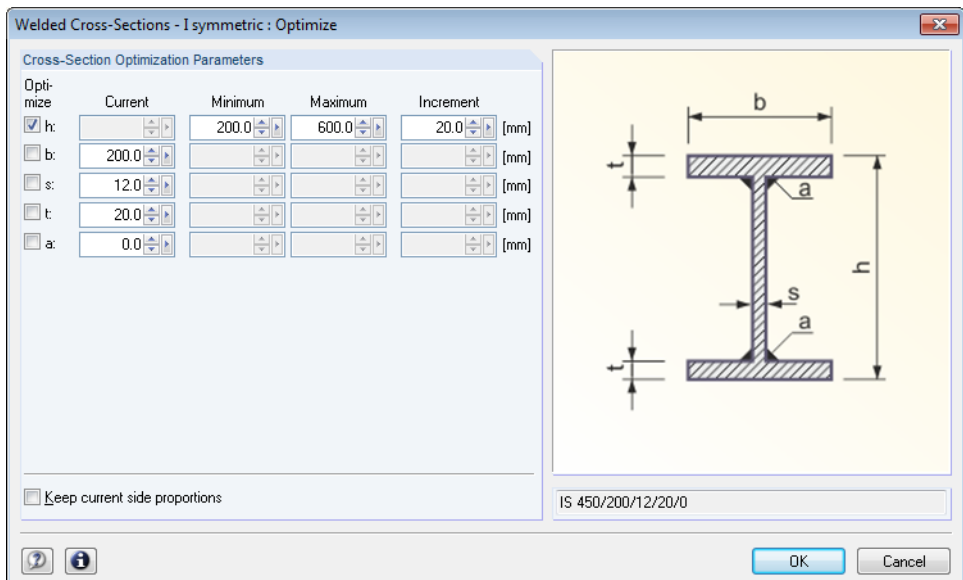 Welded Cross-Sections - I symmetric : Optimize
Cross-Section Optimization Parameters
Opti-
mize Current Minimum Maximum Increment
h: 200.0 600.0 20.0 [mm]
b: 200.0 [mm]
s: 12.0 [mm]
t: 20.0 [mm]
a: 0.0 [mm]
Keep current side proportions
b
t
a
h
s
a
t
IS 450/200/12/20/0
OK Cancel